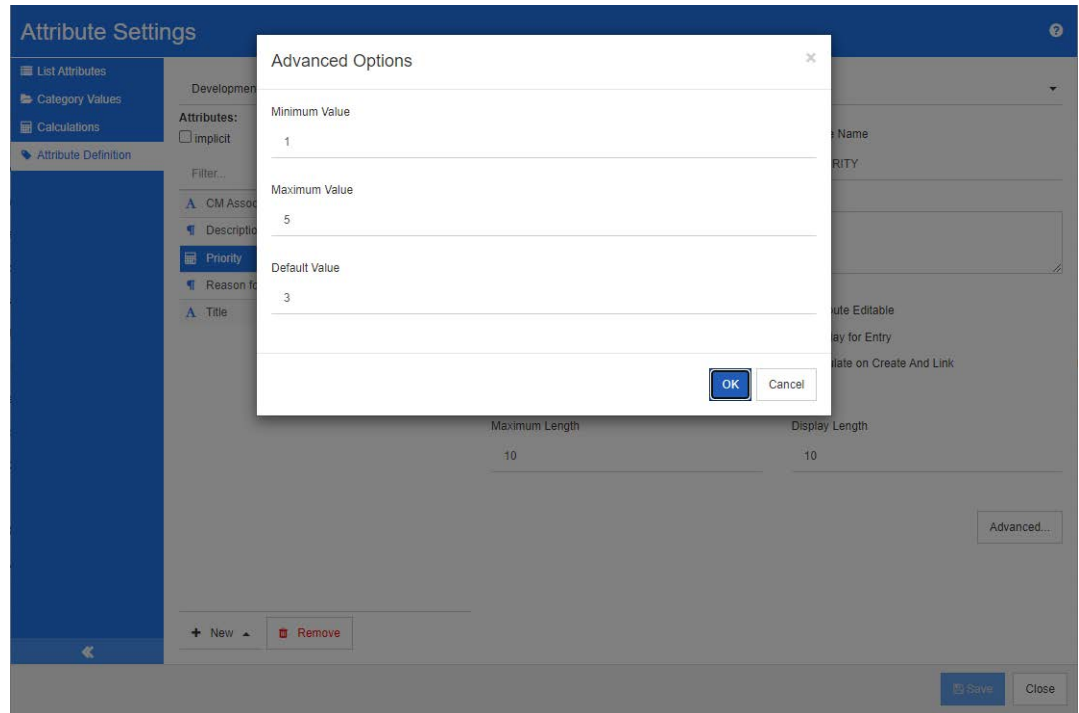 Attribute Settings
List Attributes
Category Values
Calculations
Attribute Definition
Developmen
Attributes:
implicit
Filter...
CM Assoc
Descriptio
Priority
Reason fo
Title
Advanced Options
×
Minimum Value
1
Maximum Value
5
Default Value
3
OK
Cancel
e Name
RITY
ute Editable
ay for Entry
late on Create And Link
Maximum Length
Display Length
10
10
Advanced...
+ New
Remove
Save
Close